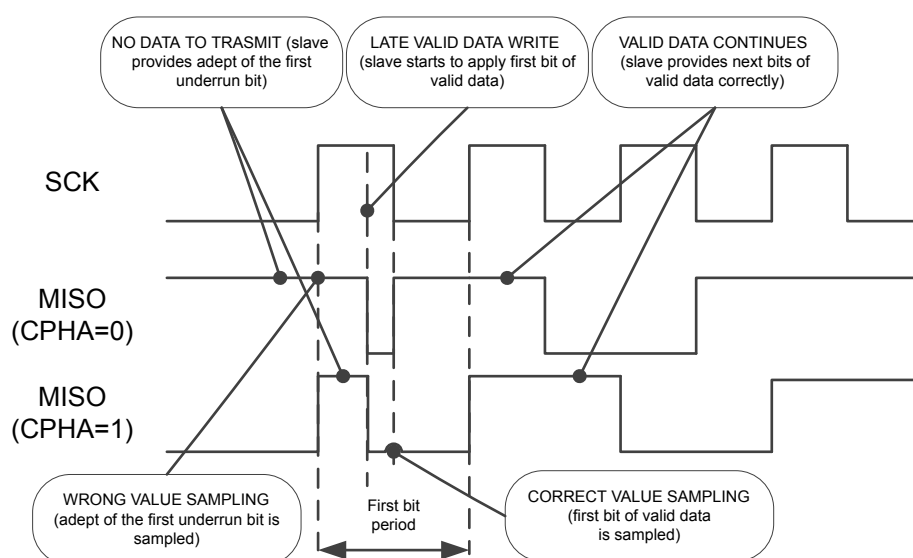 NO DATA TO TRASMIT (slave
provides adept of the first
underrun bit)
LATE VALID DATA WRITE
(slave starts to apply first bit of
valid data)
VALID DATA CONTINUES
(slave provides next bits of
valid data correctly)
SCK
MISO
(CPHA=0)
MISO
(CPHA=1)
WRONG VALUE SAMPLING
(adept of the first underrun bit is
sampled)
First bit
period
CORRECT VALUE SAMPLING
(first bit of valid data
is sampled)